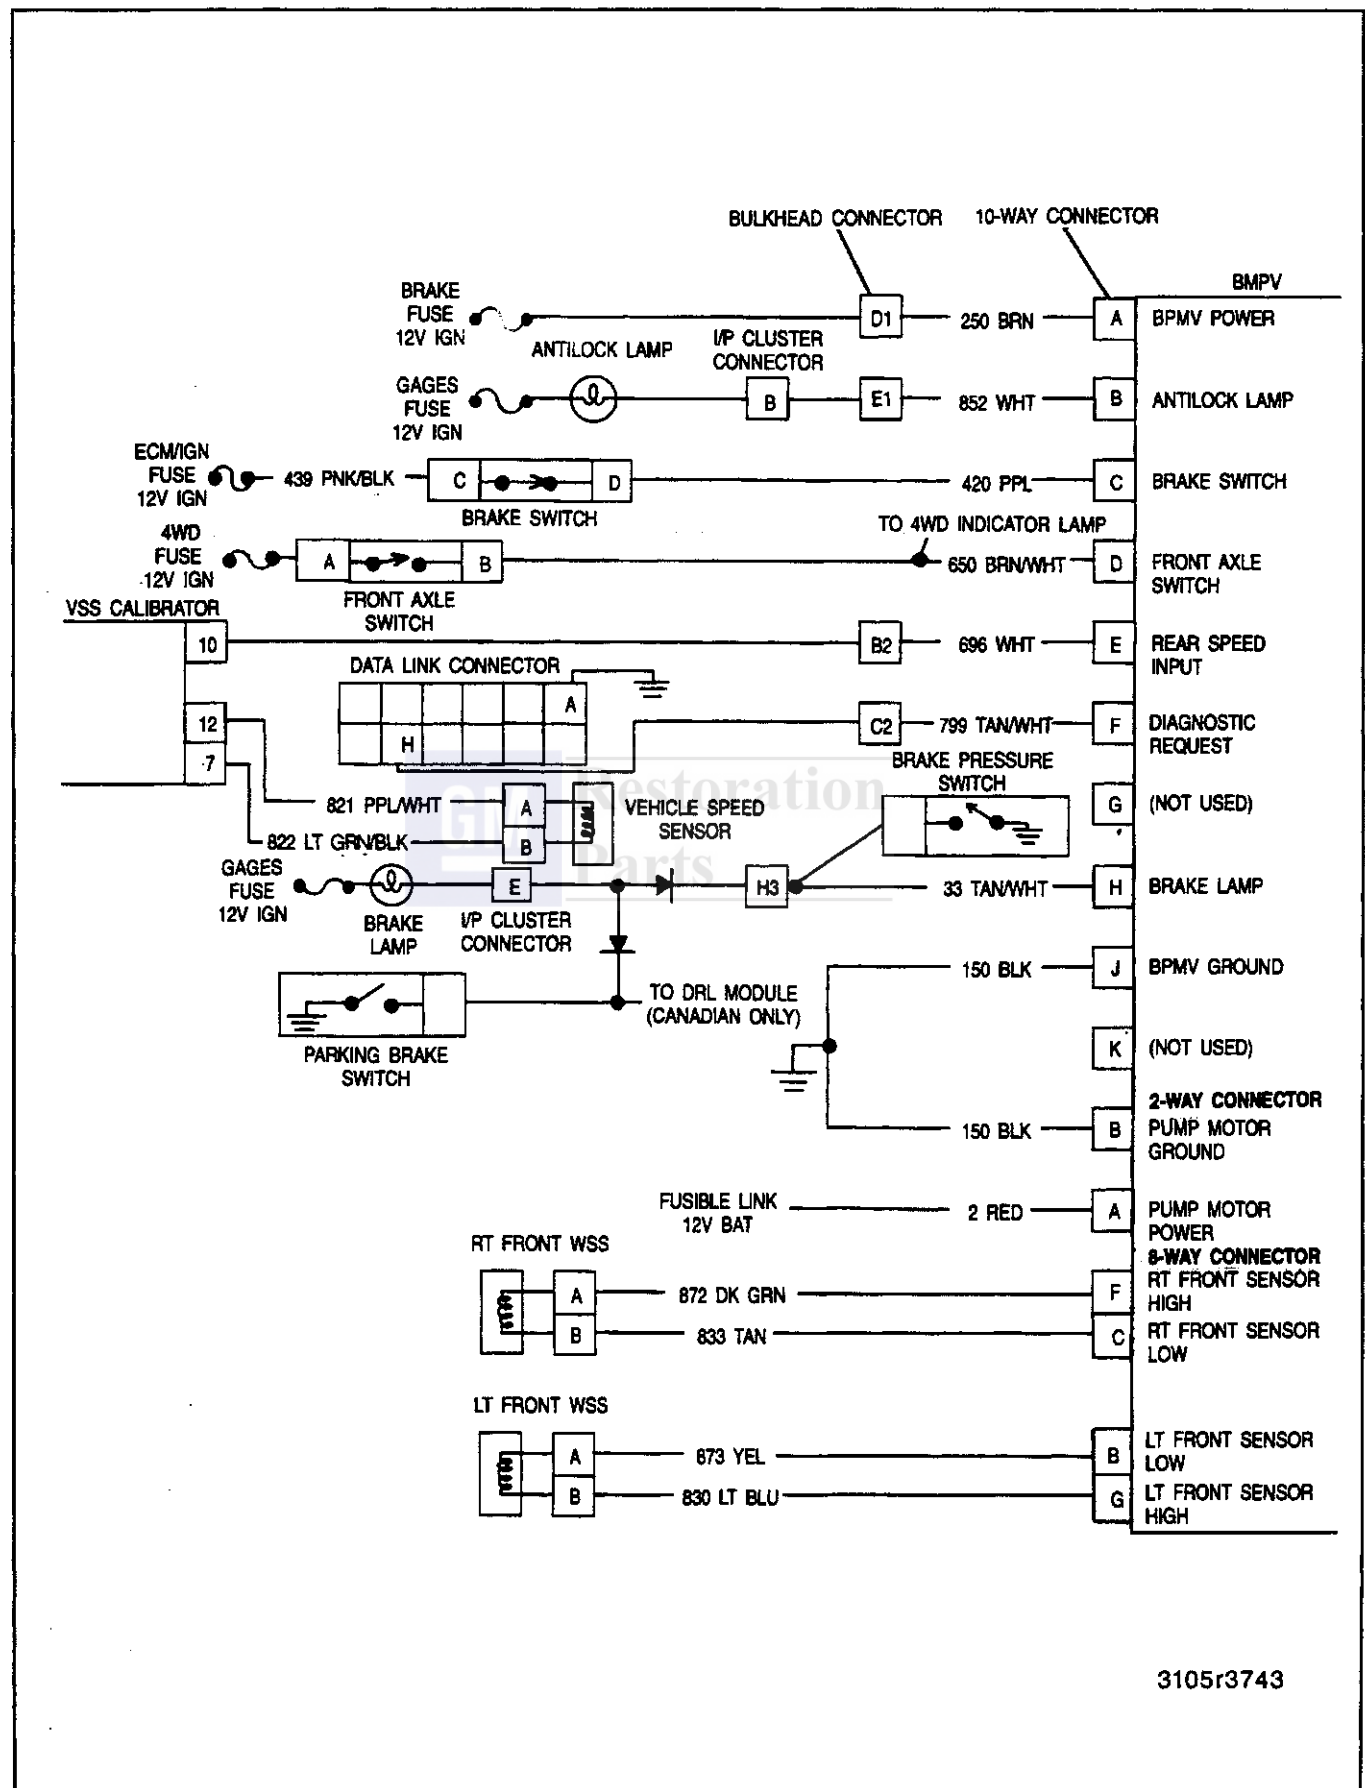 BULKHEAD CONNECTOR
10-WAY CONNECTOR
BMPV
BRAKE
FUSE
12V IGN
D1
250 BRN
A
BPMV POWER
ANTILOCK LAMP
I/P CLUSTER
CONNECTOR
GAGES
FUSE
12V IGN
B
E1
852 WHT
B
ANTILOCK LAMP
ECM/IGN
FUSE
12V IGN
439 PNK/BLK
C
D
BRAKE SWITCH
420 PPL
C
BRAKE SWITCH
4WD
FUSE
12V IGN
A
B
FRONT AXLE
SWITCH
TO 4WD INDICATOR LAMP
650 BRN/WHT
D
FRONT AXLE
SWITCH
VSS CALIBRATOR
10
B2
696 WHT
E
REAR SPEED
INPUT
DATA LINK CONNECTOR
A
H
12
7
C2
799 TAN/WHT
F
DIAGNOSTIC
REQUEST
BRAKE PRESSURE
SWITCH
821 PPL/WHT
A
822 LT GRN/BLK
B
VEHICLE SPEED
SENSOR
GM
Restoration
Parts
G
(NOT USED)
GAGES
FUSE
12V IGN
BRAKE
LAMP
E
I/P CLUSTER
CONNECTOR
H3
33 TAN/WHT
H
BRAKE LAMP
150 BLK
J
BPMV GROUND
TO DRL MODULE
(CANADIAN ONLY)
PARKING BRAKE
SWITCH
K
(NOT USED)
2-WAY CONNECTOR
150 BLK
B
PUMP MOTOR
GROUND
FUSIBLE LINK
12V BAT
2 RED
A
PUMP MOTOR
POWER
8-WAY CONNECTOR
RT FRONT WSS
A
872 DK GRN
F
RT FRONT SENSOR
HIGH
B
833 TAN
C
RT FRONT SENSOR
LOW
LT FRONT WSS
A
873 YEL
B
LT FRONT SENSOR
LOW
B
830 LT BLU
G
LT FRONT SENSOR
HIGH
3105r3743